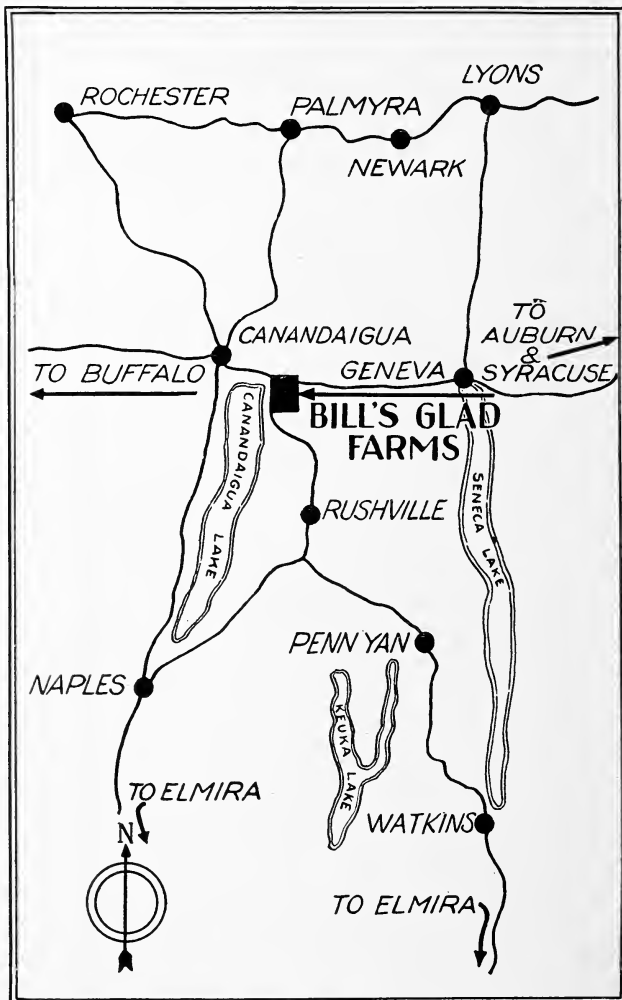 LYONS
ROCHESTER
PALMYRA
NEWARK
TO
AUBURN
&
SYRACUSE
CANANDAIGUA
GENEVA
TO BUFFALO
BILL'S GLAD
FARMS
CANANDAIGUA
LAKE
SENECA LAKE
RUSHVILLE
PENN YAN
NAPLES
KEUKA LAKE
TO ELMIRA
N
WATKINS
TO ELMIRA